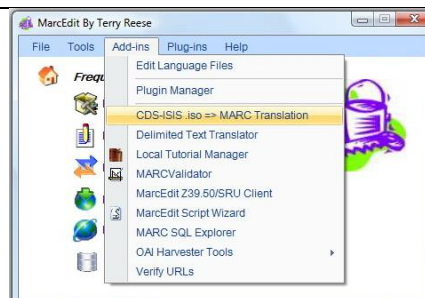 MarcEdit By Terry Reese
File Tools Add-ins Plug-ins Help
Edit Language Files
Frequ
Plugin Manager
CDS-ISIS .iso => MARC Translation
Delimited Text Translator
Local Tutorial Manager
MARCValidator
MarcEdit Z39.50/SRU Client
MarcEdit Script Wizard
MARC SQL Explorer
OAI Harvester Tools
Verify URLs